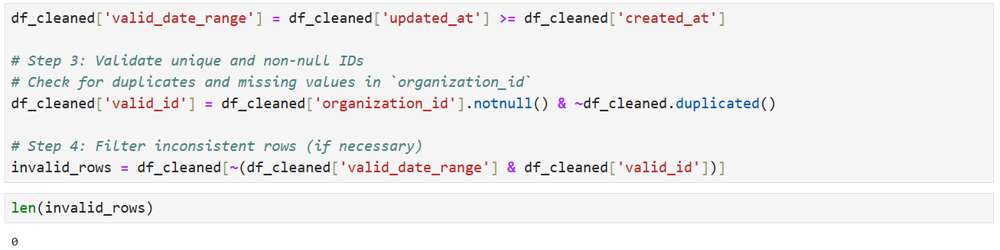 df_cleaned['valid_date_range'] = df_cleaned['updated_at'] >= df_cleaned['created_at']
# Step 3: Validate unique and non-null IDs
# Check for duplicates and missing values in `organization_id`
df_cleaned['valid_id'] = df_cleaned['organization_id'].notnull() & ~df_cleaned.duplicated()
# Step 4: Filter inconsistent rows (if necessary)
invalid_rows = df_cleaned[~(df_cleaned['valid_date_range'] & df_cleaned['valid_id'])]
len(invalid_rows)
0